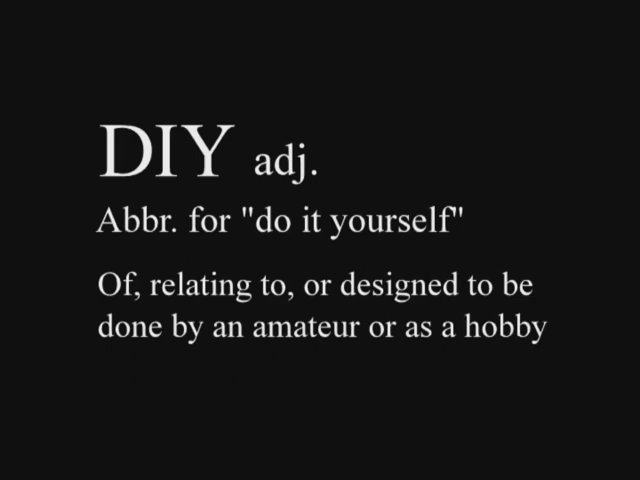 DIY adj.
Abbr. for "do it yourself"
Of, relating to, or designed to be
done by an amateur or as a hobby